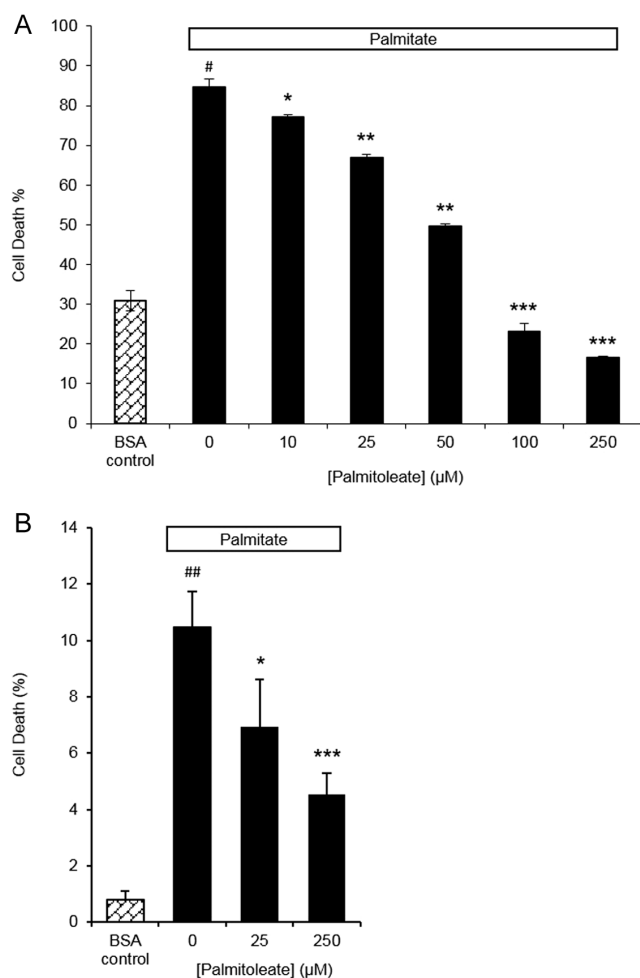 A
Palmitate
100
90
80
70
60
50
40
30
20
10
0
Cell Death %
#
*
**
**
***
***
BSA control
0 10 25 50 100 250
[Palmitoleate] (µM)
B
Palmitate
14
12
10
8
6
4
2
0
Cell Death (%)
##
*
***
BSA control
0 25 250
[Palmitoleate] (µM)